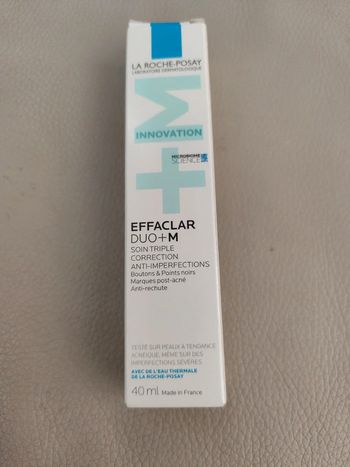 LA ROCHE-POSAY
LABORATOIRE DERMATOLOGIQUE
+M
INNOVATION
MICROBIOME
SCIENCE
EFFACLAR
DUO+M
SOIN TRIPLE
CORRECTION
ANTI-IMPERFECTIONS
Boutons & Points noirs
Marques post-acné
Anti-rechute
TESTÉ SUR PEAUX À TENDANCE
ACNÉIQUE, MÊME SUR DES
IMPERFECTIONS SÉVÈRES.
AVEC DE L'EAU THERMALE
DE LA ROCHE-POSAY
40ml Made in France